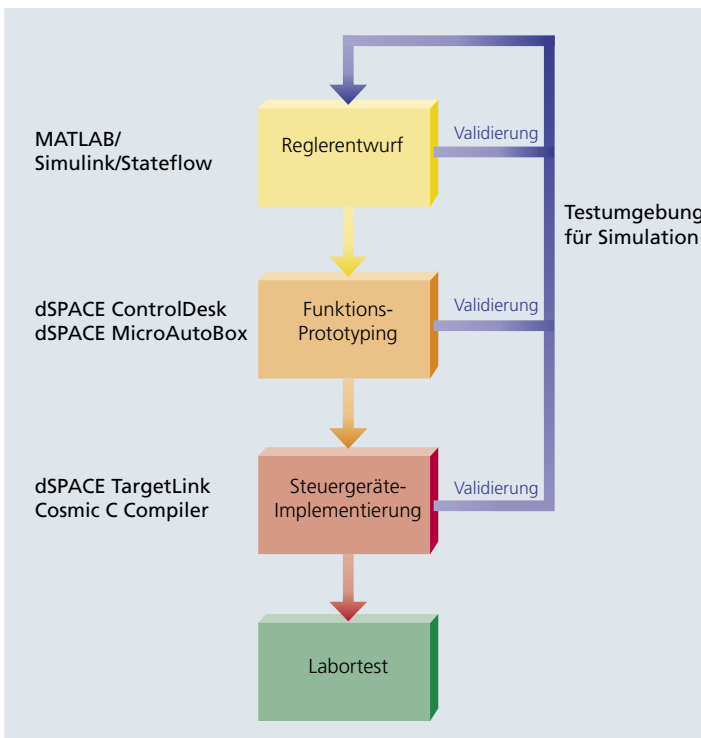 MATLAB/
Simulink/Stateflow
Reglerentwurf
Validierung
Testumgebung
für Simulation
dSPACE ControlDesk
dSPACE MicroAutoBox
Funktions-
Prototyping
Validierung
dSPACE TargetLink
Cosmic C Compiler
Steuergeräte-
Implementierung
Validierung
Labortest